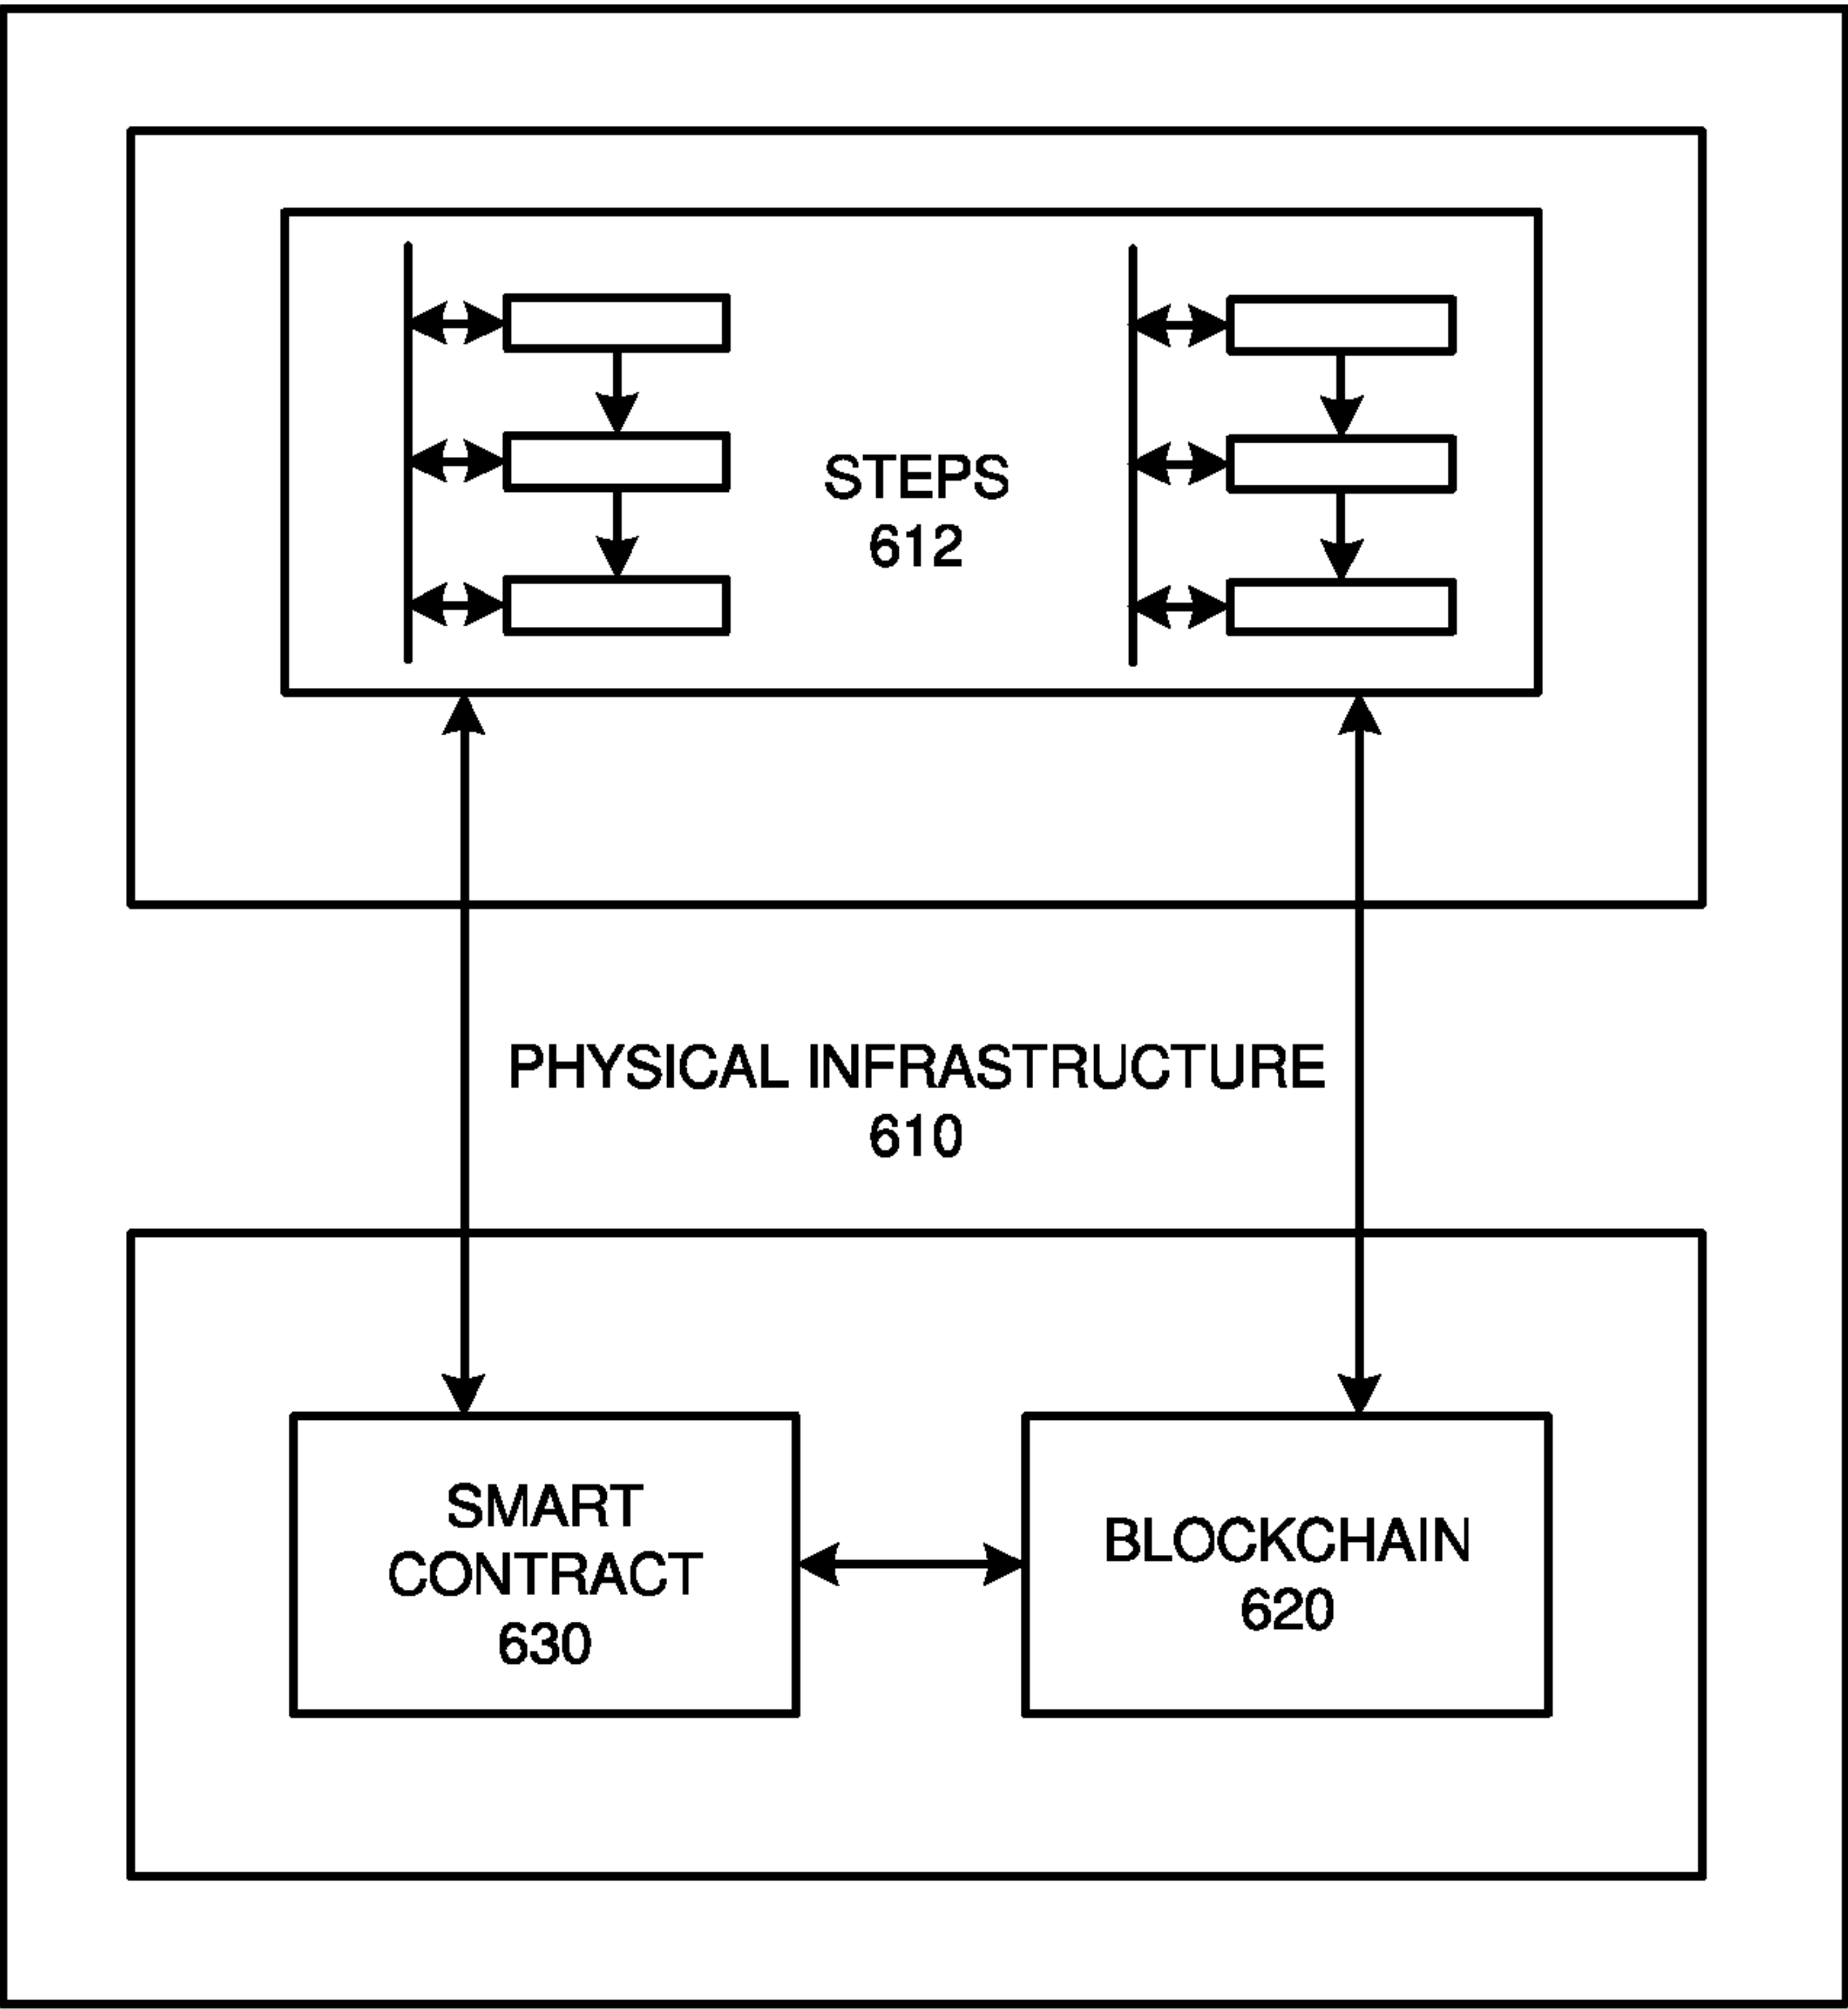 STEPS
612
PHYSICAL INFRASTRUCTURE
610
SMART
CONTRACT
630
BLOCKCHAIN
620